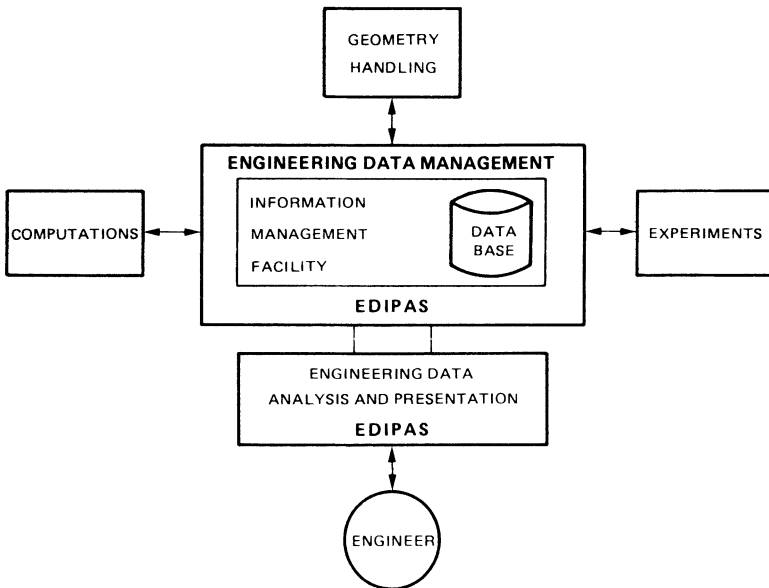 GEOMETRY
HANDLING
ENGINEERING DATA MANAGEMENT
INFORMATION
MANAGEMENT
FACILITY
DATA
BASE
EDIPAS
COMPUTATIONS
EXPERIMENTS
ENGINEERING DATA
ANALYSIS AND PRESENTATION
EDIPAS
ENGINEER